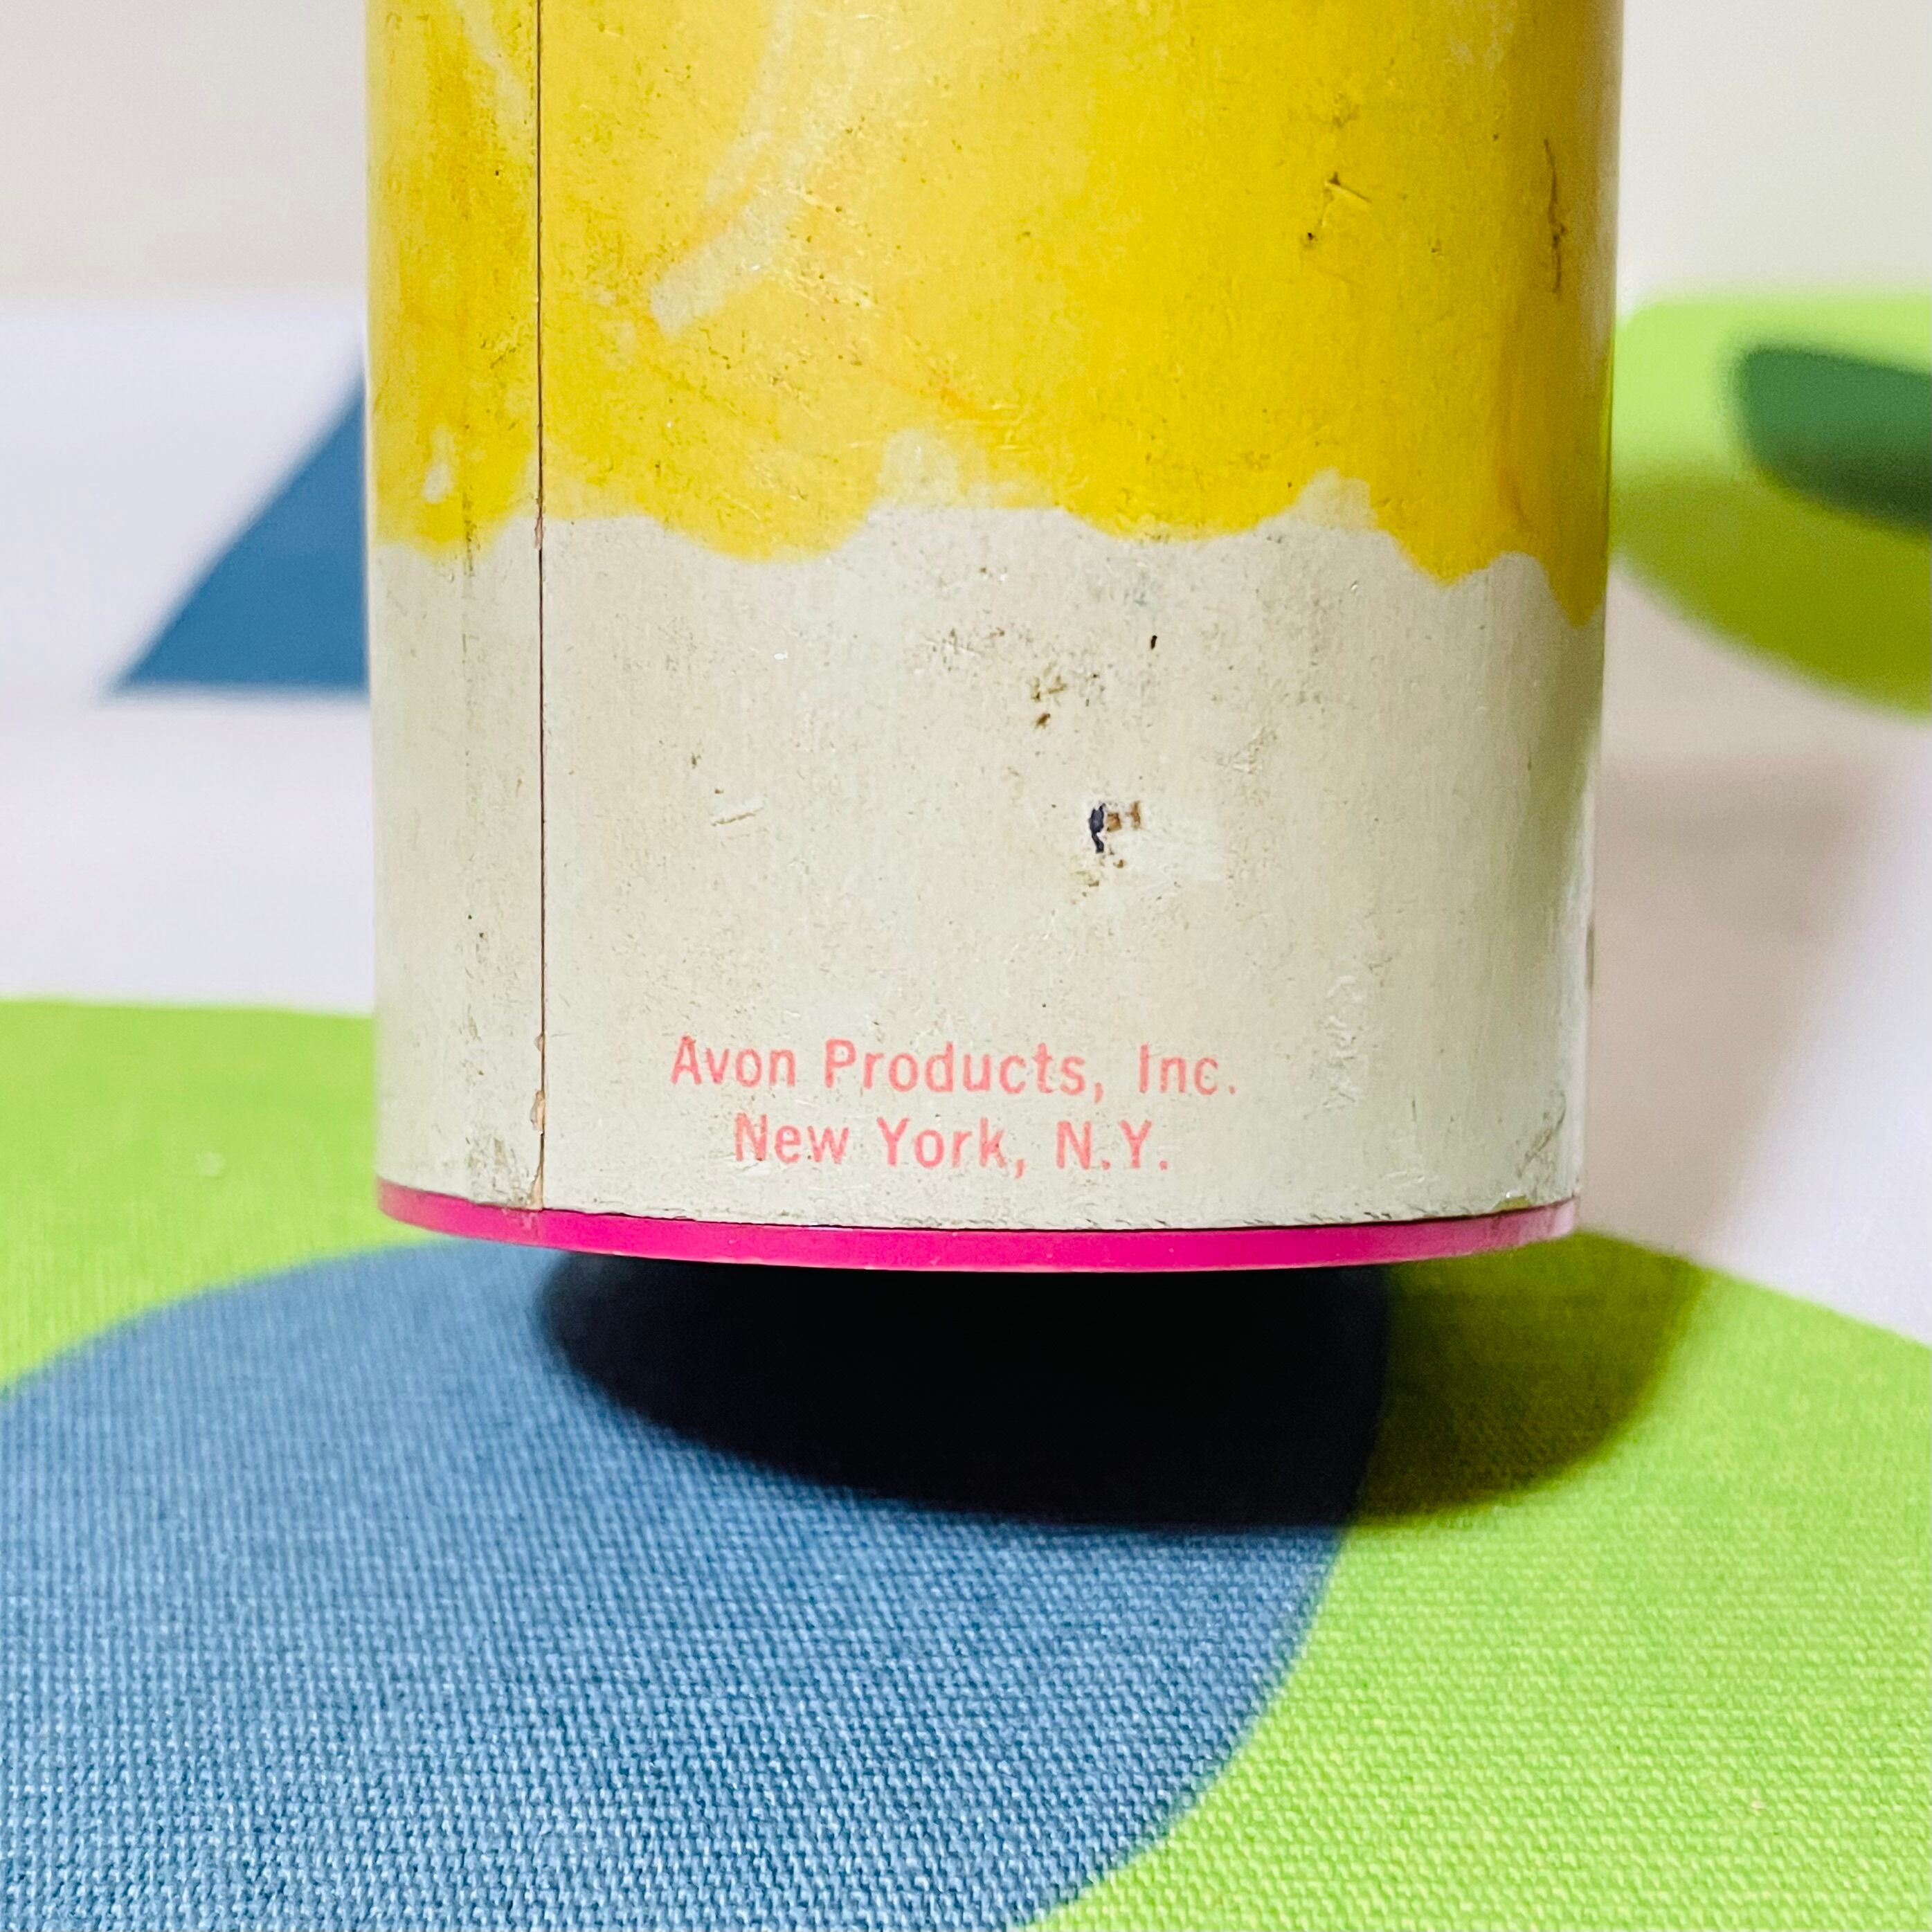 Avon Products, Inc.
New York, N.Y.